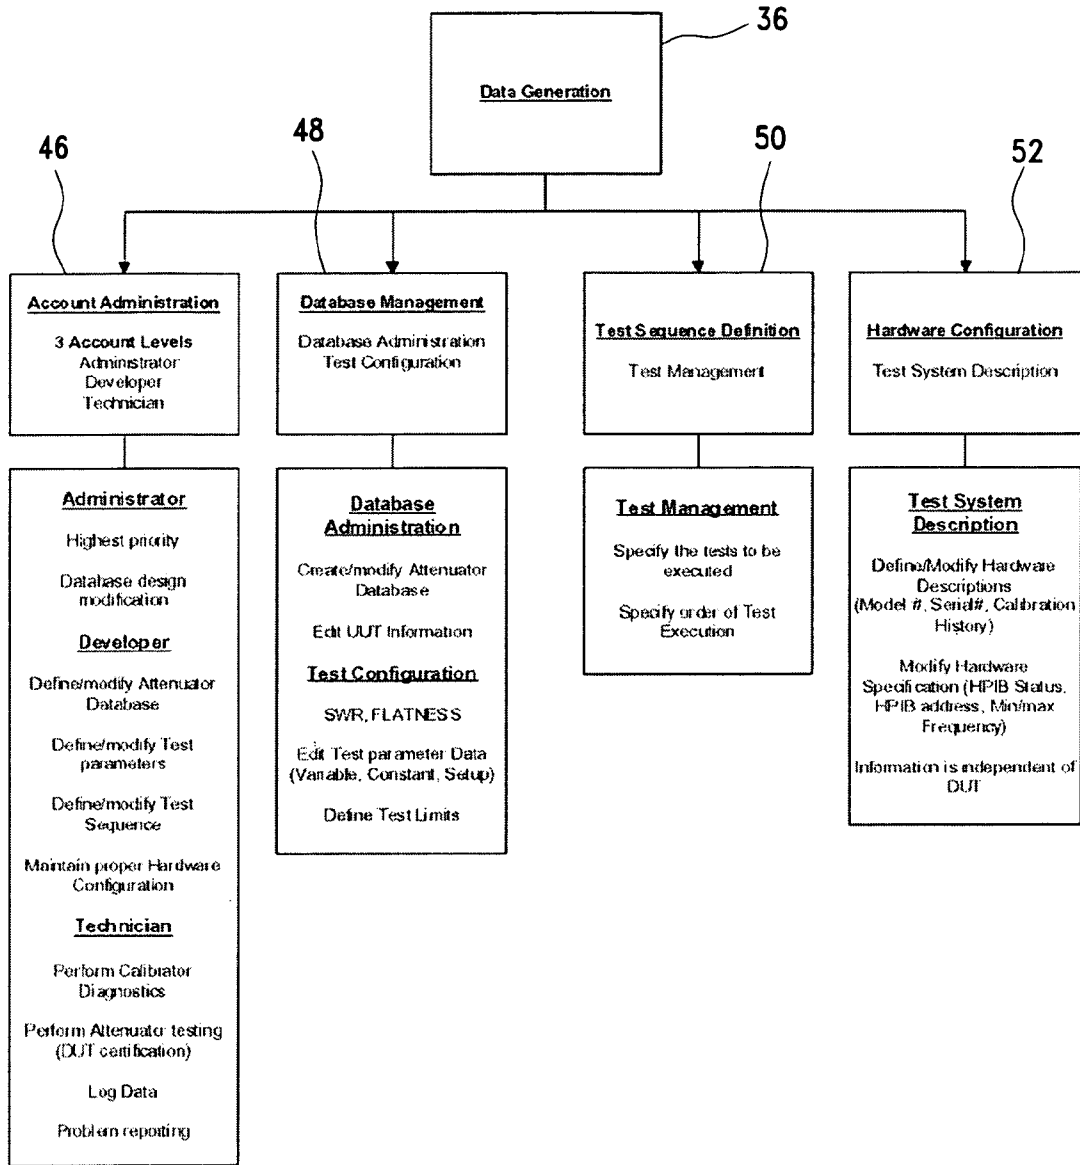 36
Data Generation
46
48
50
52
Account Administration
3 Account Levels
Administrator
Developer
Technician
Database Management
Database Administration
Test Configuration
Test Sequence Definition
Test Management
Hardware Configuration
Test System Description
Administrator
Highest priority
Database design
modification
Developer
Define/modify Attenuator
Database
Define/modify Test
parameters
Define/modify Test
Sequence
Maintain proper Hardware
Configuration
Technician
Perform Calibrator
Diagnostics
Perform Attenuator testing
(DUT certification)
Log Data
Problem reporting
Database
Administration
Create/modify Attenuator
Database
Edit UUT Information
Test Configuration
SWR, FLATNESS
Edit Test parameter Data
(Variable, Constant, Setup)
Define Test Limits
Test Management
Specify the tests to be
executed
Specify order of Test
Execution
Test System
Description
Define/Modify Hardware
Descriptions
(Model #, Serial#, Calibration
History)
Modify Hardware
Specification (HPIB Status,
HPIB address, Min/max
Frequency)
Information is independent of
DUT